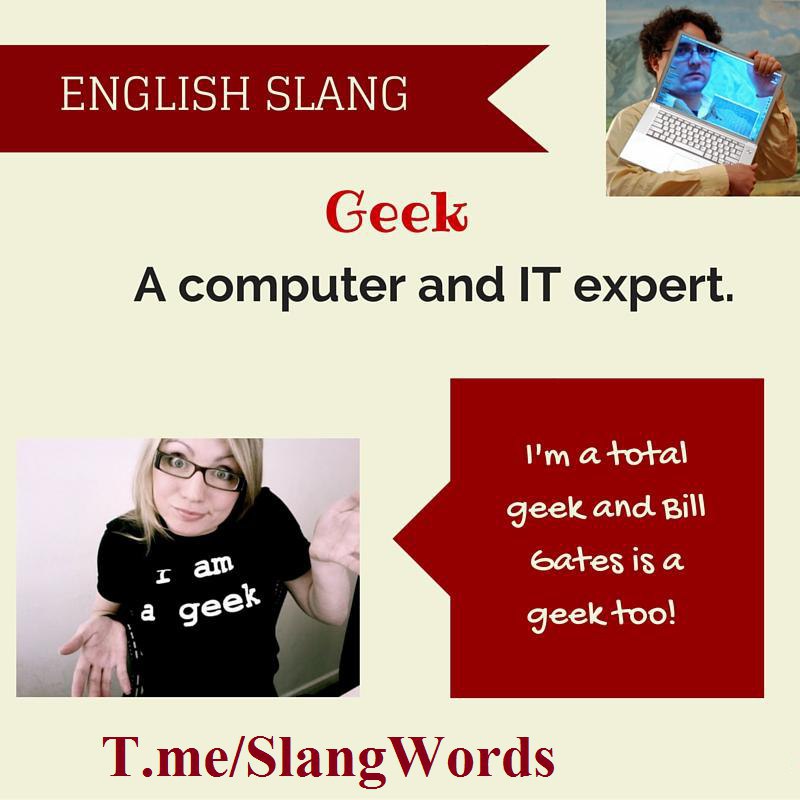 ENGLISH SLANG
Geek
A computer and IT expert.
I'm a total
geek and Bill
Gates is a
geek too!
I am
a geek
T.me/SlangWords